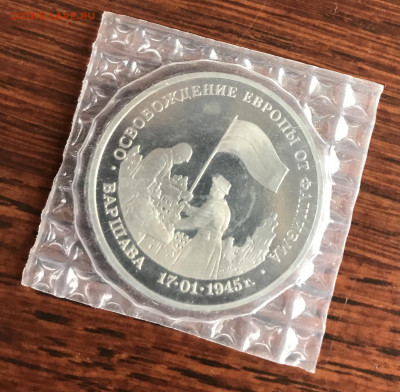 · ОСВОБОЖДЕНИЕ ЕВРОПЫ ОТ ФАШИЗМА ·
ВАРШАВА 17·01·1945 г.